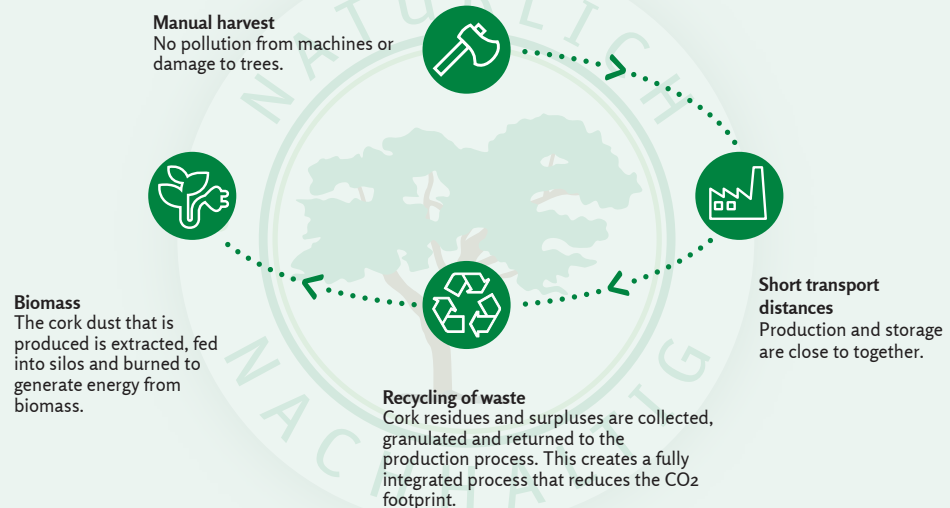 NATÜRLICH
Manual harvest
No pollution from machines or
damage to trees.
Short transport
distances
Production and storage
are close to together.
Recycling of waste
Cork residues and surpluses are collected,
granulated and returned to the
production process. This creates a fully
integrated process that reduces the CO2
footprint.
Biomass
The cork dust that is
produced is extracted, fed
into silos and burned to
generate energy from
biomass.
NACHHALTIG